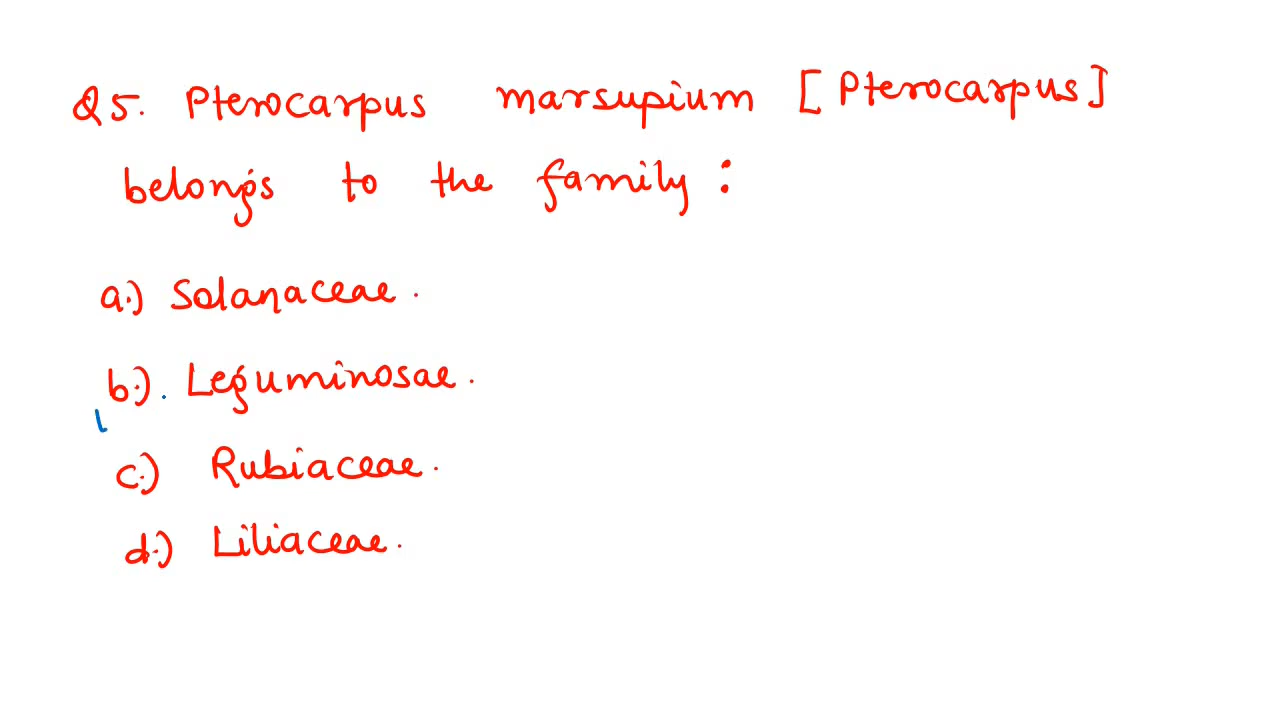 Q5. Pterocarpus marsupium [Pterocarpus]
belongs to the family :
a.) Solanaceae.
b.). Leguminosae.
c.) Rubiaceae.
d.) Liliaceae.